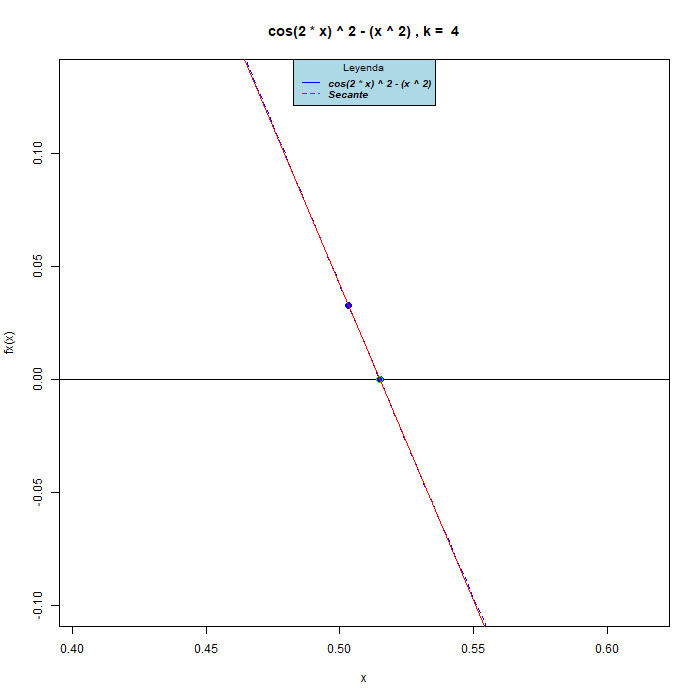 cos(2 * x) ^ 2 - (x ^ 2) , k =  4
Leyenda
cos(2 * x) ^ 2 - (x ^ 2)
Secante
0.10
0.05
0.00
-0.05
-0.10
fx(x)
0.40 0.45 0.50 0.55 0.60
x